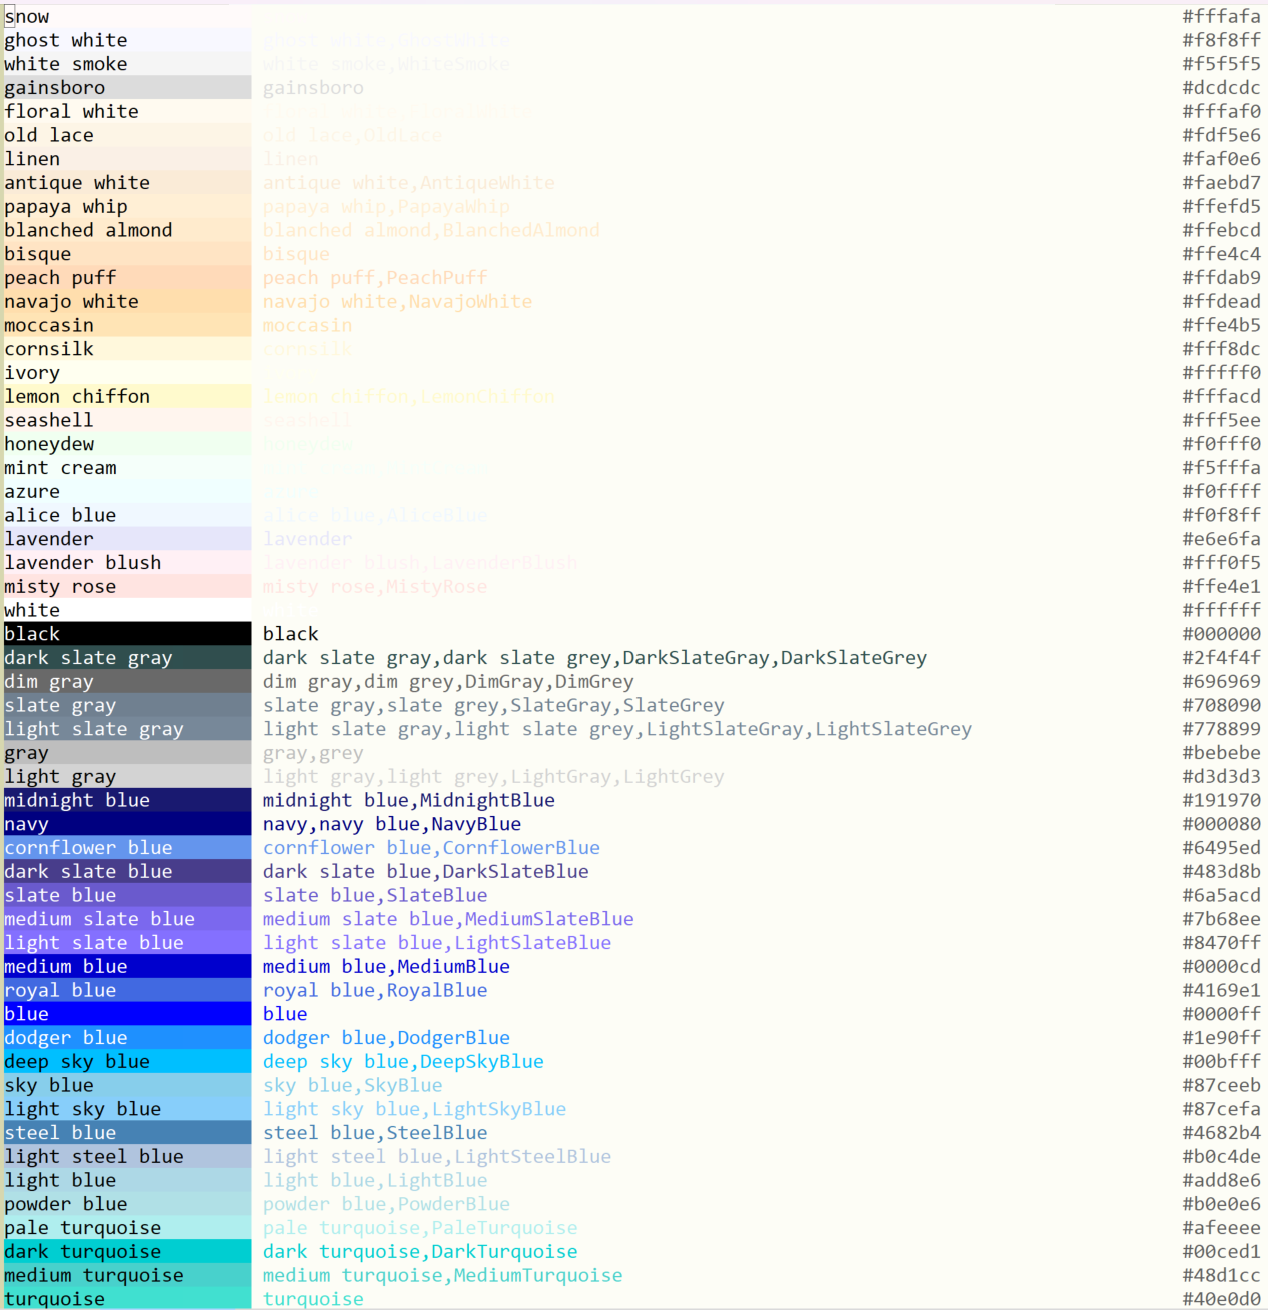 snow #fffafa
ghost white ghost white,GhostWhite #f8f8ff
white smoke white smoke,WhiteSmoke #f5f5f5
gainsboro gainsboro #dcdcdc
floral white #fffaf0
old lace old lace,OldLace #fdf5e6
linen linen #faf0e6
antique white antique white,AntiqueWhite #faebd7
papaya whip papaya whip,PapayaWhip #ffefd5
blanched almond blanched almond,BlanchedAlmond #ffebcd
bisque bisque #ffe4c4
peach puff peach puff,PeachPuff #ffdab9
navajo white navajo white,NavajoWhite #ffdead
moccasin moccasin #ffe4b5
cornsilk cornsilk #fff8dc
ivory #fffff0
lemon chiffon lemon chiffon,LemonChiffon #fffacd
seashell seashell #fff5ee
honeydew honeydew #f0fff0
mint cream #f5fffa
azure #f0ffff
alice blue alice blue,AliceBlue #f0f8ff
lavender lavender #e6e6fa
lavender blush lavender blush,LavenderBlush #fff0f5
misty rose misty rose,MistyRose #ffe4e1
white white #ffffff
black black #000000
dark slate gray dark slate gray,dark slate grey,DarkSlateGray,DarkSlateGrey #2f4f4f
dim gray dim gray,dim grey,DimGray,DimGrey #696969
slate gray slate gray,slate grey,SlateGray,SlateGrey #708090
light slate gray light slate gray,light slate grey,LightSlateGray,LightSlateGrey #778899
gray gray,grey #bebebe
light gray light gray,light grey,LightGray,LightGrey #d3d3d3
midnight blue midnight blue,MidnightBlue #191970
navy navy,navy blue,NavyBlue #000080
cornflower blue cornflower blue,CornflowerBlue #6495ed
dark slate blue dark slate blue,DarkSlateBlue #483d8b
slate blue slate blue,SlateBlue #6a5acd
medium slate blue medium slate blue,MediumSlateBlue #7b68ee
light slate blue light slate blue,LightSlateBlue #8470ff
medium blue medium blue,MediumBlue #0000cd
royal blue royal blue,RoyalBlue #4169e1
blue blue #0000ff
dodger blue dodger blue,DodgerBlue #1e90ff
deep sky blue deep sky blue,DeepSkyBlue #00bfff
sky blue sky blue,SkyBlue #87ceeb
light sky blue light sky blue,LightSkyBlue #87cefa
steel blue steel blue,SteelBlue #4682b4
light steel blue light steel blue,LightSteelBlue #b0c4de
light blue light blue,LightBlue #add8e6
powder blue powder blue,PowderBlue #b0e0e6
pale turquoise pale turquoise,PaleTurquoise #afeeee
dark turquoise dark turquoise,DarkTurquoise #00ced1
medium turquoise medium turquoise,MediumTurquoise #48d1cc
turquoise turquoise #40e0d0